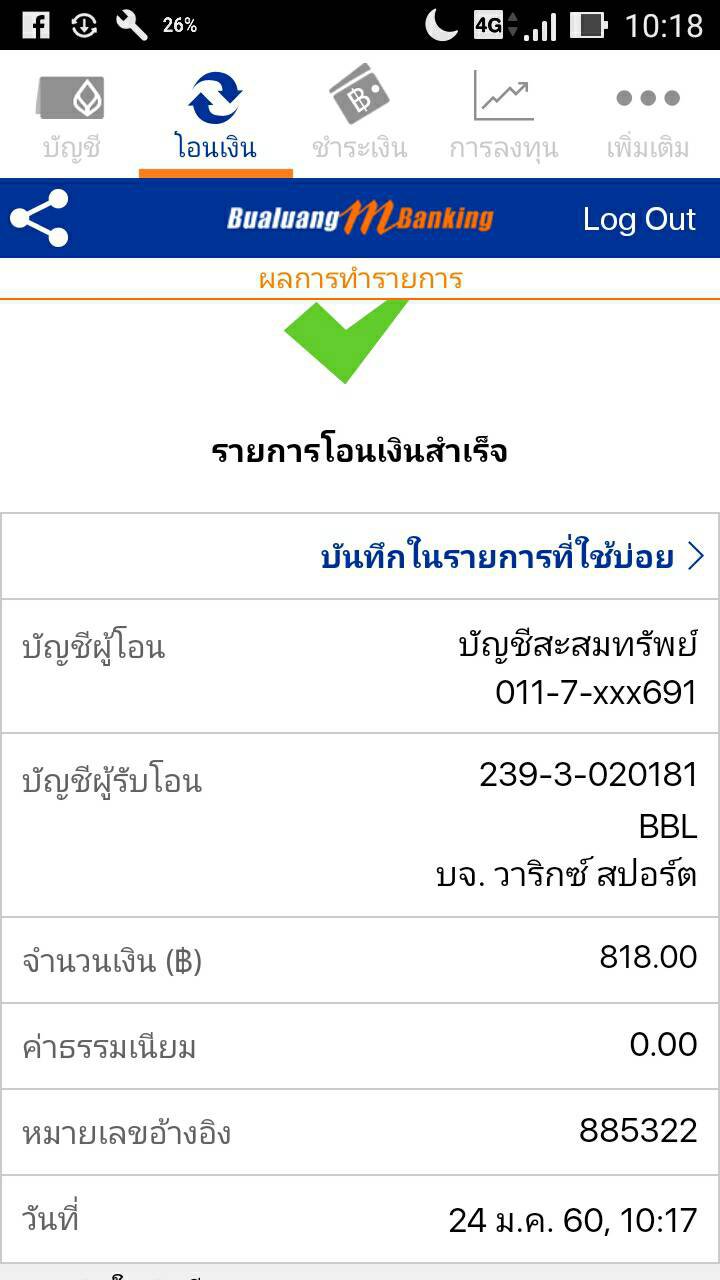 26%
4G
10:18
บัญชี
โอนเงิน
ชำระเงิน
การลงทุน
เพิ่มเติม
Bualuang m Banking
Log Out
ผลการทำรายการ
รายการโอนเงินสำเร็จ
บันทึกในรายการที่ใช้บ่อย
บัญชีผู้โอน
บัญชีสะสมทรัพย์
011-7-xxx691
บัญชีผู้รับโอน
239-3-020181
BBL
บจ. วาริกซ์ สปอร์ต
จำนวนเงิน (฿)
818.00
ค่าธรรมเนียม
0.00
หมายเลขอ้างอิง
885322
วันที่
24 ม.ค. 60, 10:17